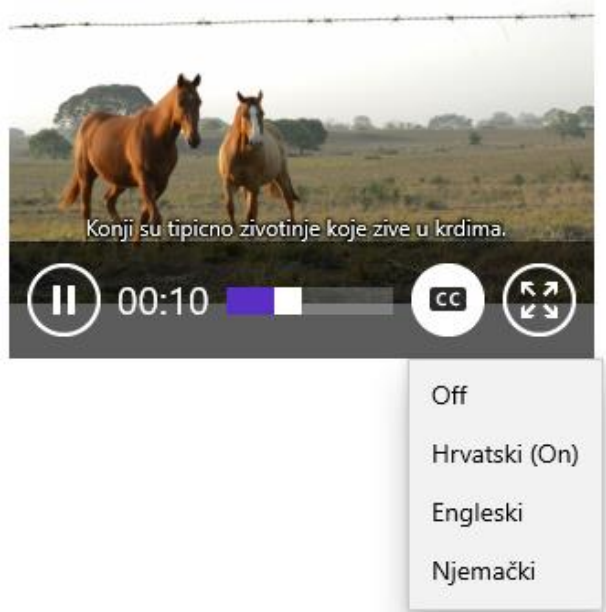 Konji su tipicno zivotinje koje zive u krdima.
00:10
CC
Off
Hrvatski (On)
Engleski
Njemački